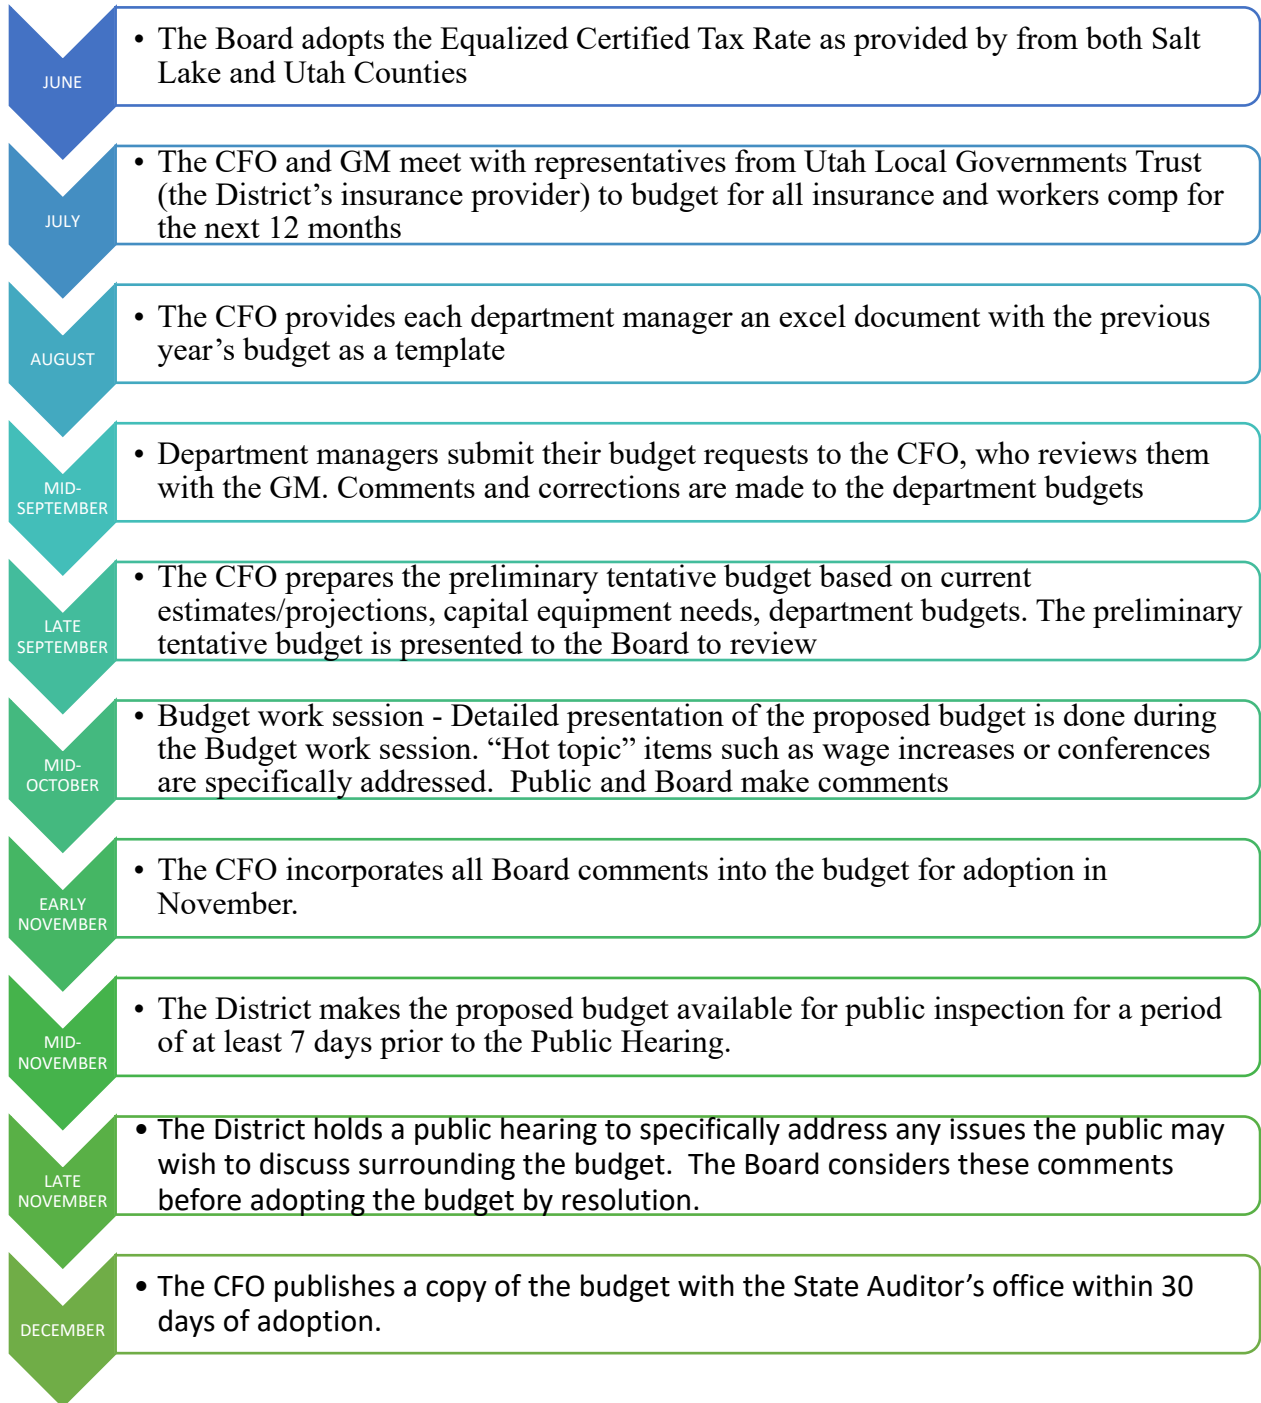 JUNE
• The Board adopts the Equalized Certified Tax Rate as provided by from both Salt
Lake and Utah Counties
JULY
• The CFO and GM meet with representatives from Utah Local Governments Trust
(the District’s insurance provider) to budget for all insurance and workers comp for
the next 12 months
AUGUST
• The CFO provides each department manager an excel document with the previous
year’s budget as a template
MID-
SEPTEMBER
• Department managers submit their budget requests to the CFO, who reviews them
with the GM. Comments and corrections are made to the department budgets
LATE
SEPTEMBER
• The CFO prepares the preliminary tentative budget based on current
estimates/projections, capital equipment needs, department budgets. The preliminary
tentative budget is presented to the Board to review
MID-
OCTOBER
• Budget work session - Detailed presentation of the proposed budget is done during
the Budget work session. “Hot topic” items such as wage increases or conferences
are specifically addressed.  Public and Board make comments
EARLY
NOVEMBER
• The CFO incorporates all Board comments into the budget for adoption in
November.
MID-
NOVEMBER
• The District makes the proposed budget available for public inspection for a period
of at least 7 days prior to the Public Hearing.
LATE
NOVEMBER
• The District holds a public hearing to specifically address any issues the public may
wish to discuss surrounding the budget.  The Board considers these comments
before adopting the budget by resolution.
DECEMBER
• The CFO publishes a copy of the budget with the State Auditor’s office within 30
days of adoption.